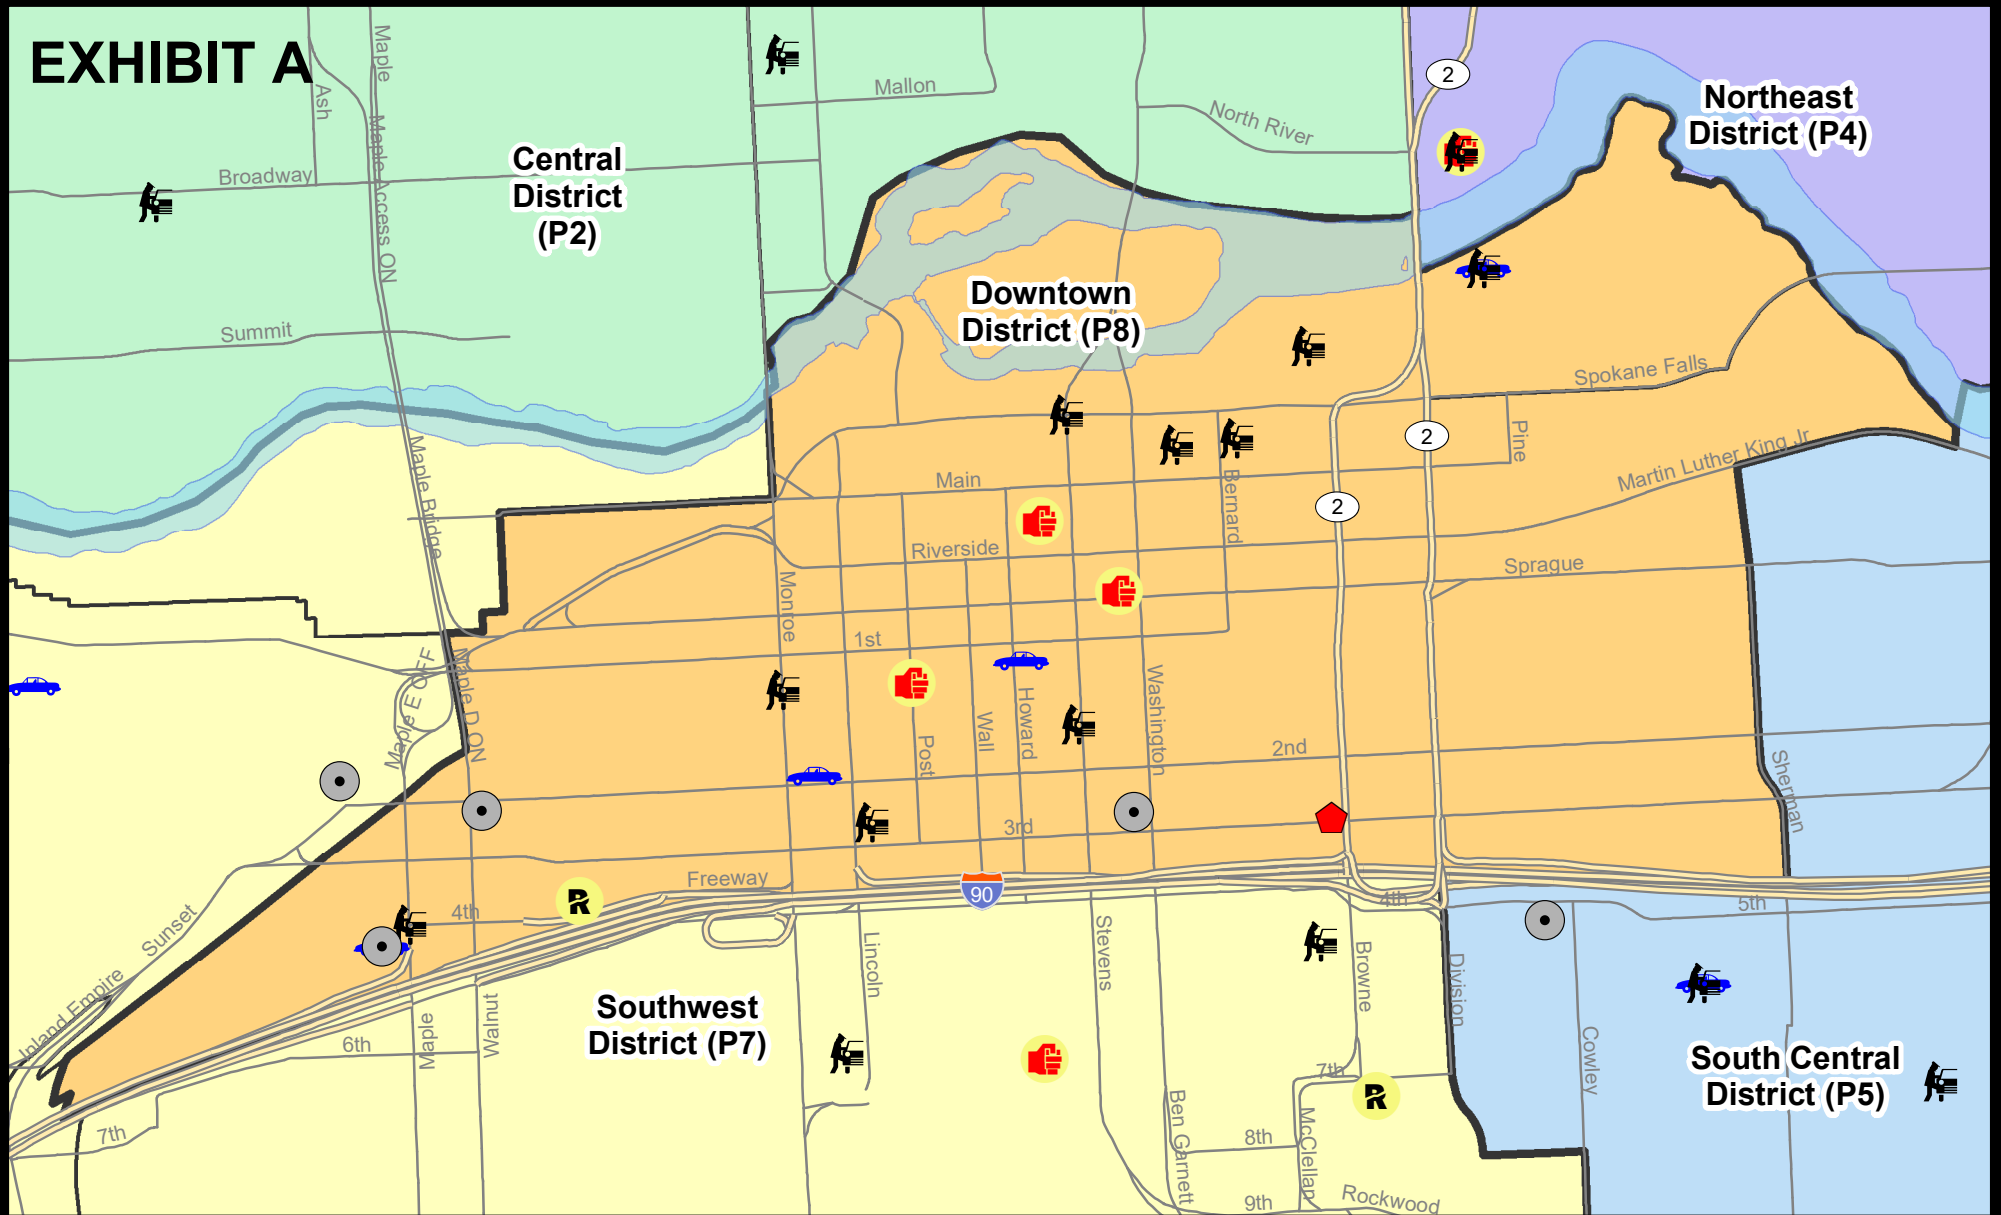 EXHIBIT A
Maple
Ash
Maple Access ON
Mallon
North River
2
Northeast
District (P4)
Central
District
(P2)
Broadway
Summit
Downtown
District (P8)
Spokane Falls
Pine
2
Martin Luther King Jr
Maple Bridge
Main
Bernard
2
Riverside
Sprague
Monroe
1st
Maple E OFF
Maple D ON
Post
Wall
Howard
Washington
2nd
Sherman
3rd
Freeway
90
4th
4th
5th
Sunset
Inland Empire
Lincoln
Stevens
Browne
Division
Cowley
Southwest
District (P7)
South Central
District (P5)
Maple
Walnut
6th
7th
7th
R
R
Ben Garnett
McClellan
8th
9th
Rockwood